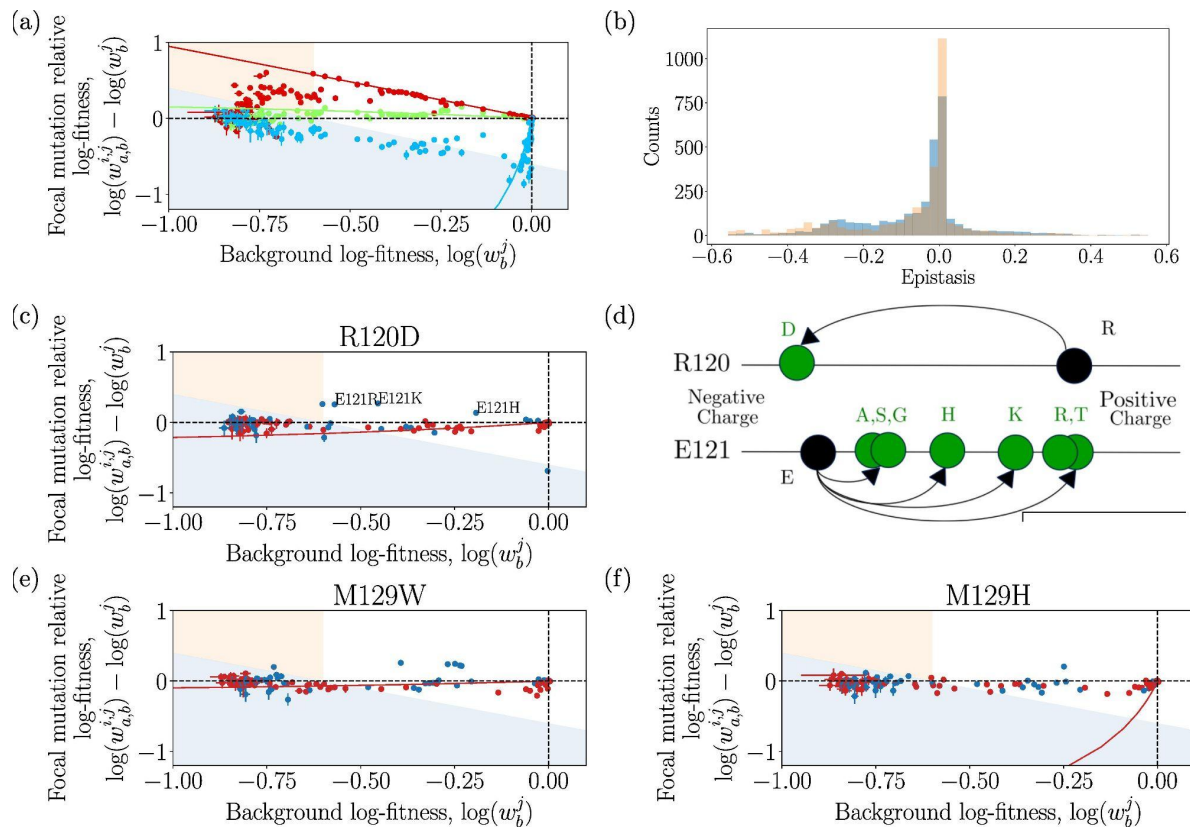 (a)
Focal mutation relative
log-fitness,
log(w_{a,b}^{i,j}) − log(w_b^j)
1
0
−1
−1.00
−0.75
−0.50
−0.25
0.00
Background log-fitness, log(w_b^j)
(b)
Counts
1000
750
500
250
0
−0.6
−0.4
−0.2
0.0
0.2
0.4
0.6
Epistasis
(c)
R120D
Focal mutation relative
log-fitness,
log(w_{a,b}^{i,j}) − log(w_b^j)
1
0
−1
E121R
E121K
E121H
−1.00
−0.75
−0.50
−0.25
0.00
Background log-fitness, log(w_b^j)
(d)
D
R
R120
Negative
Charge
Positive
Charge
A,S,G
H
K
R,T
E121
E
(e)
M129W
Focal mutation relative
log-fitness,
log(w_{a,b}^{i,j}) − log(w_b^j)
1
0
−1
−1.00
−0.75
−0.50
−0.25
0.00
Background log-fitness, log(w_b^j)
(f)
M129H
Focal mutation relative
log-fitness,
log(w_{a,b}^{i,j}) − log(w_b^j)
1
0
−1
−1.00
−0.75
−0.50
−0.25
0.00
Background log-fitness, log(w_b^j)